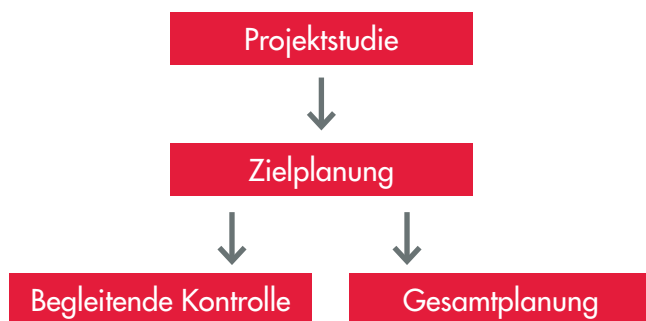 Projektstudie
Zielplanung
Begleitende Kontrolle
Gesamtplanung